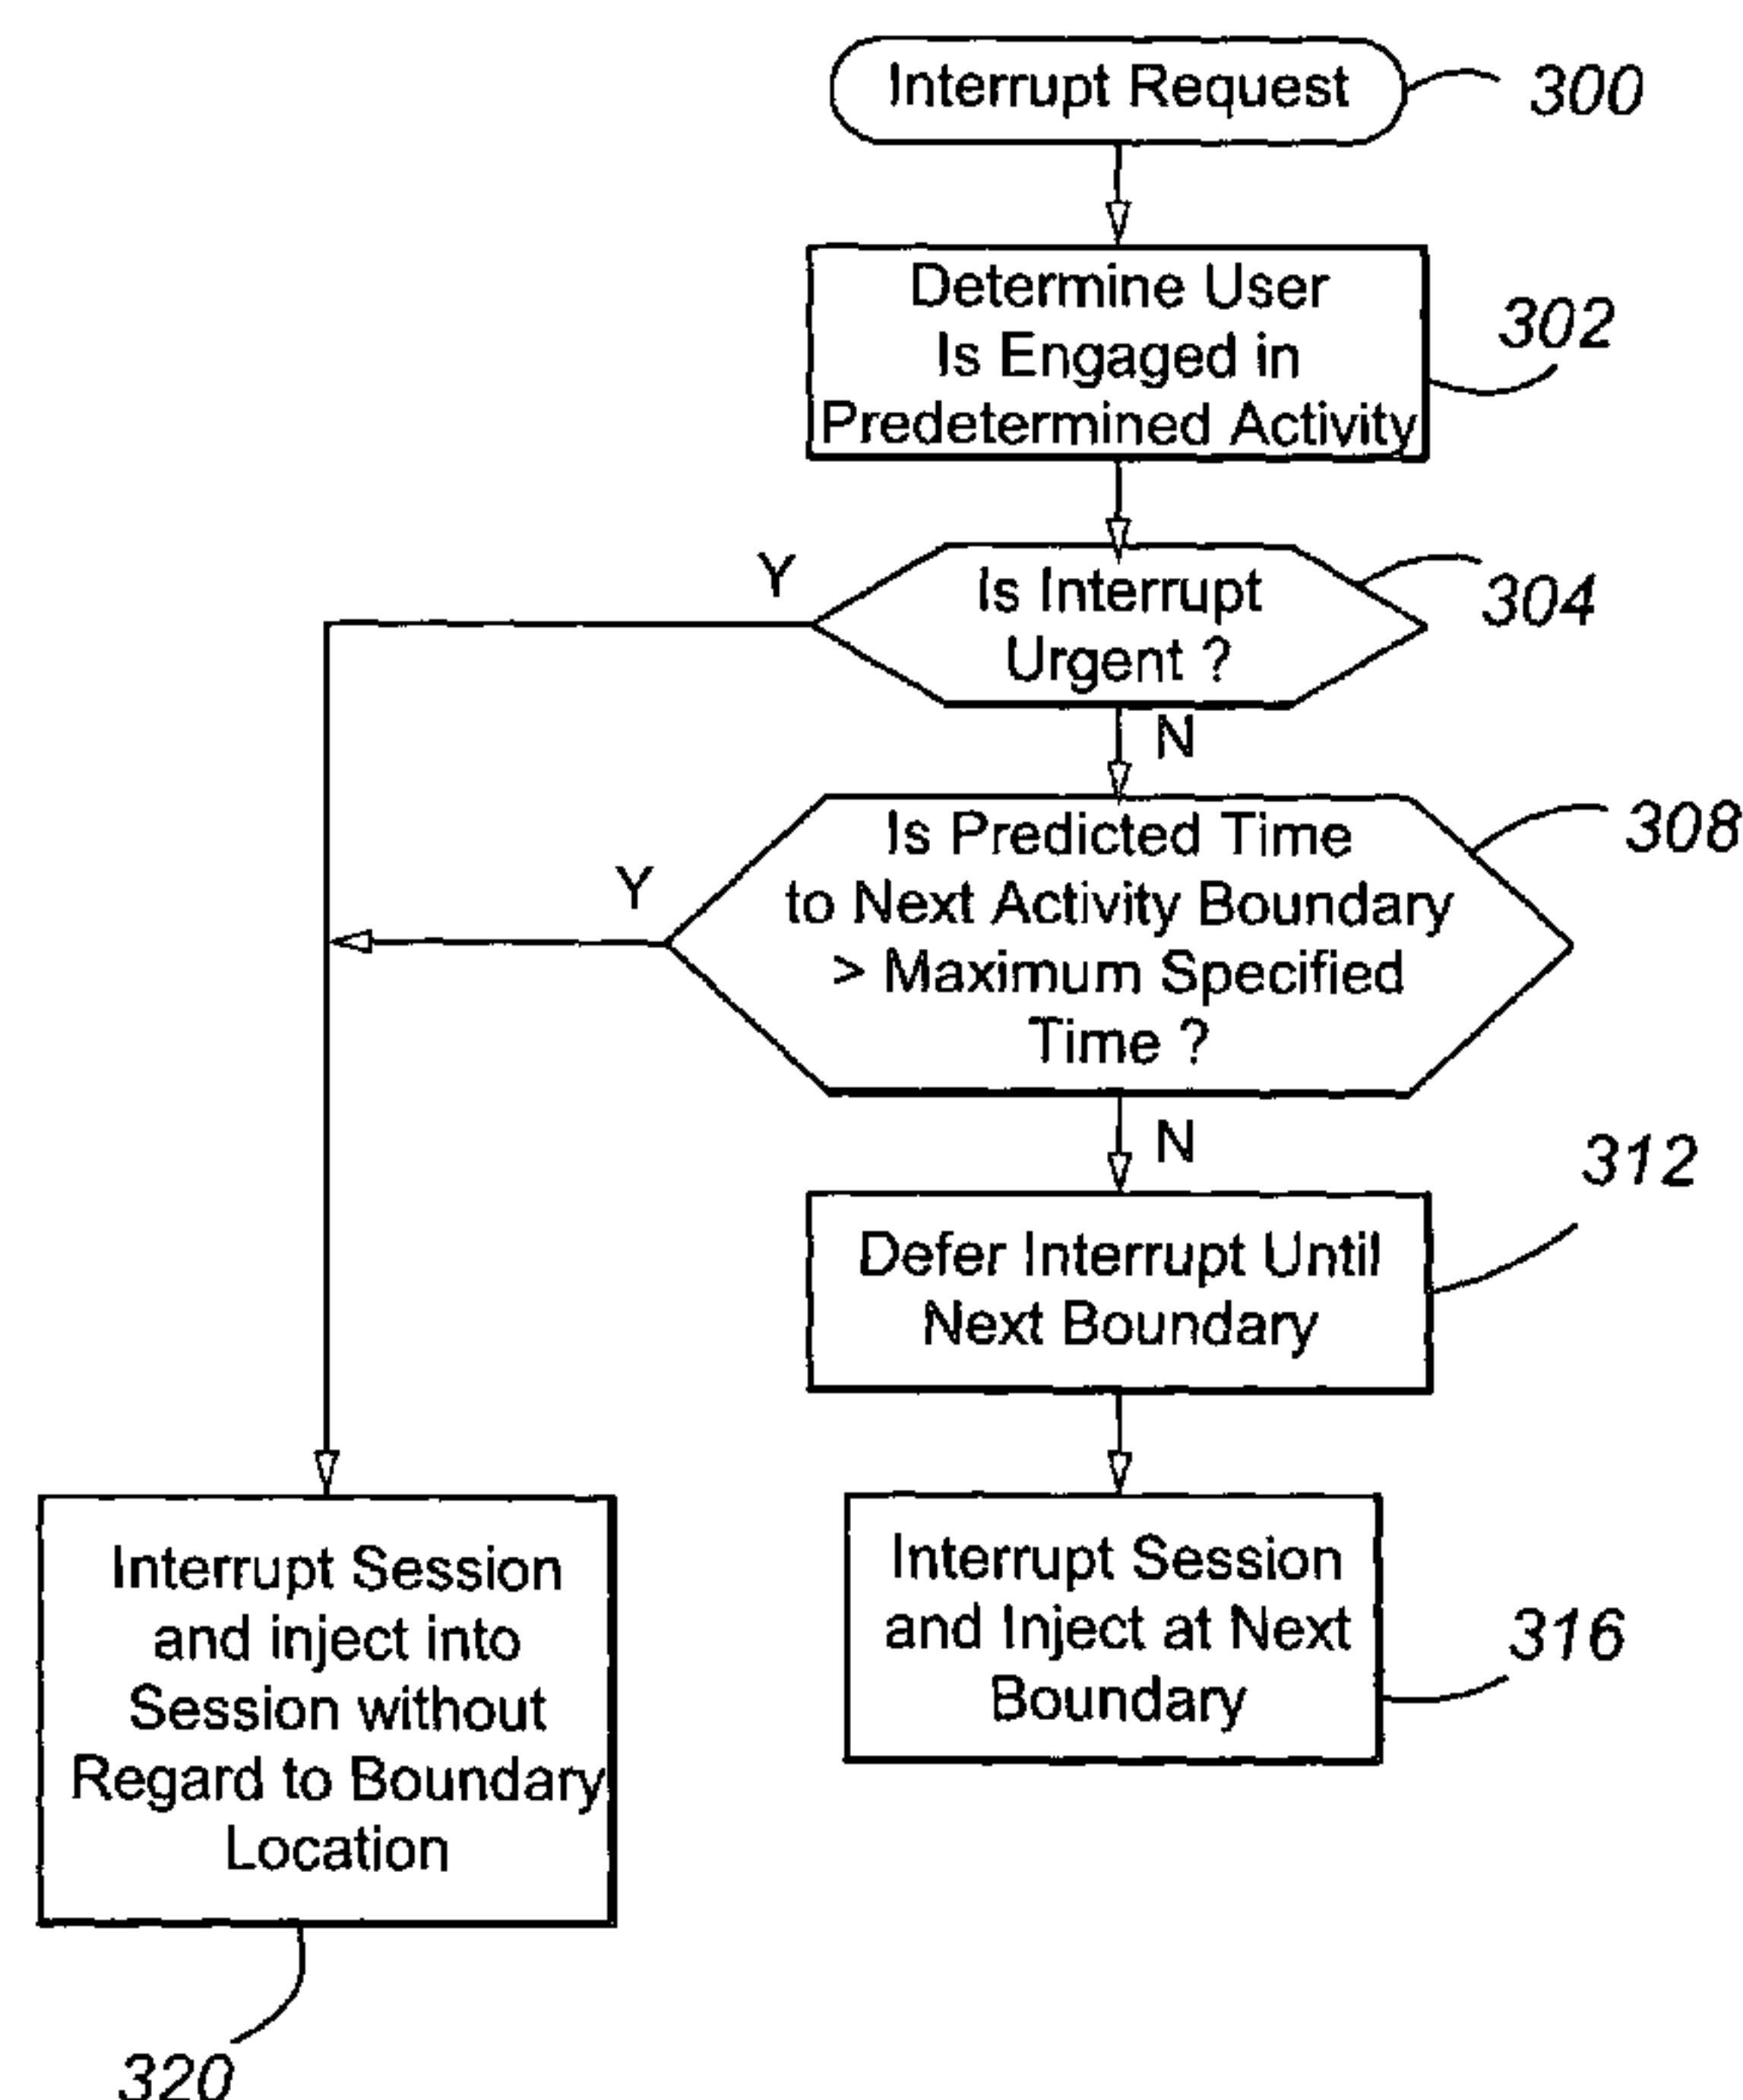 Interrupt Request
300
Determine User
Is Engaged in
Predetermined Activity
302
Y
Is Interrupt
Urgent ?
304
N
Y
Is Predicted Time
to Next Activity Boundary
> Maximum Specified
Time ?
308
N
Defer Interrupt Until
Next Boundary
312
Interrupt Session
and inject into
Session without
Regard to Boundary
Location
320
Interrupt Session
and Inject at Next
Boundary
316